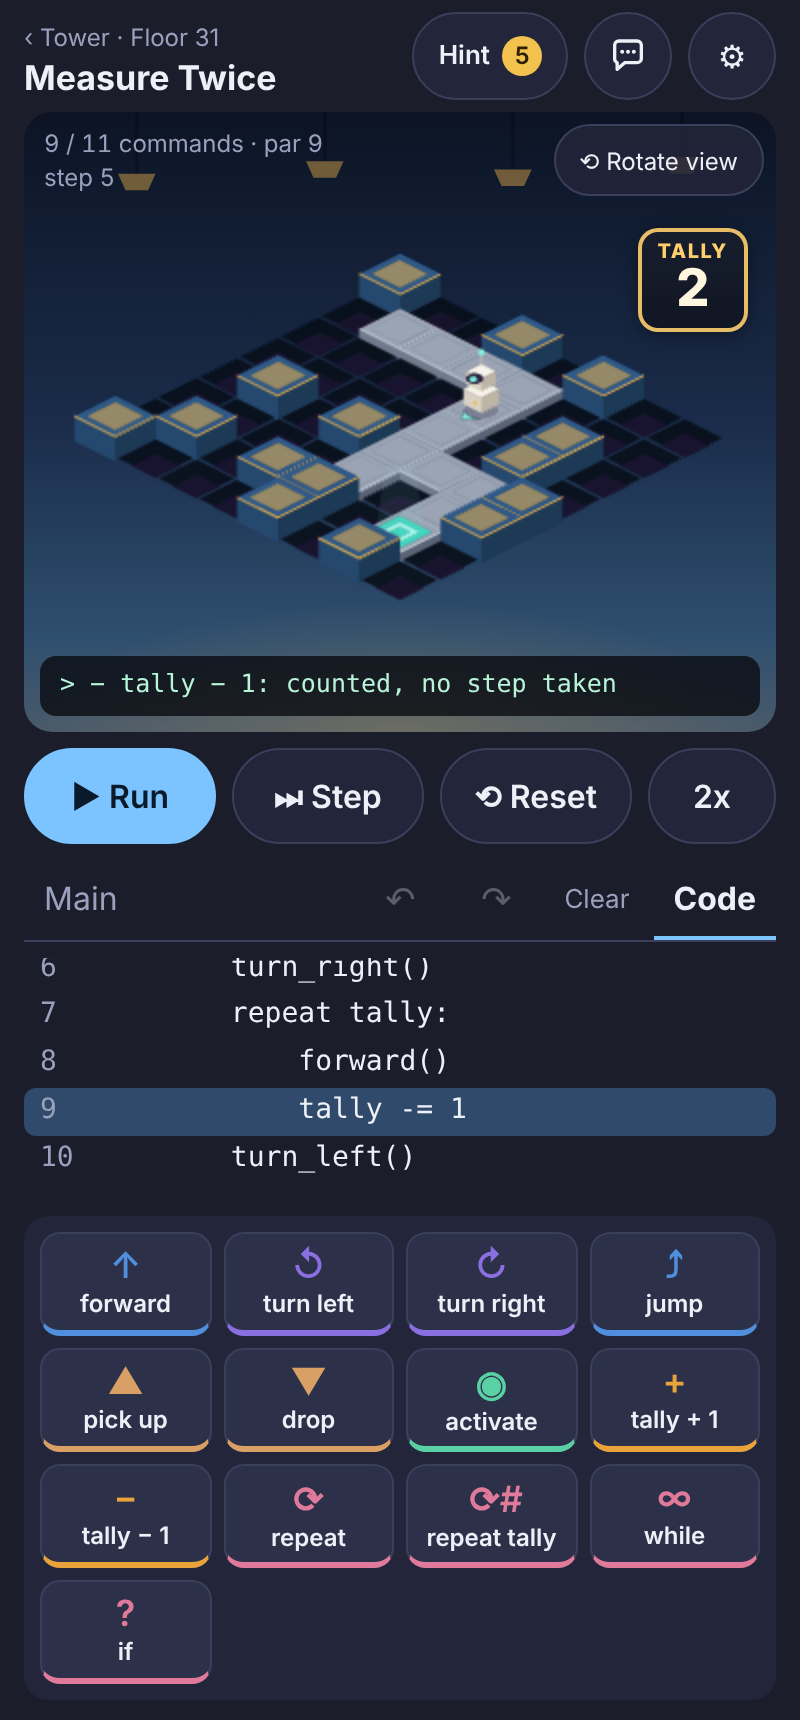 ‹ Tower · Floor 31
Measure Twice
Hint 5
9 / 11 commands · par 9
step 5
⟲ Rotate view
TALLY
2
> − tally − 1: counted, no step taken
▶ Run
⏭ Step
⟲ Reset
2x
Main
↶
↷
Clear
Code
6 turn_right()
7 repeat tally:
8 forward()
9 tally -= 1
10 turn_left()
forward
turn left
turn right
jump
pick up
drop
activate
+
tally + 1
−
tally − 1
repeat
⟳#
repeat tally
∞
while
?
if